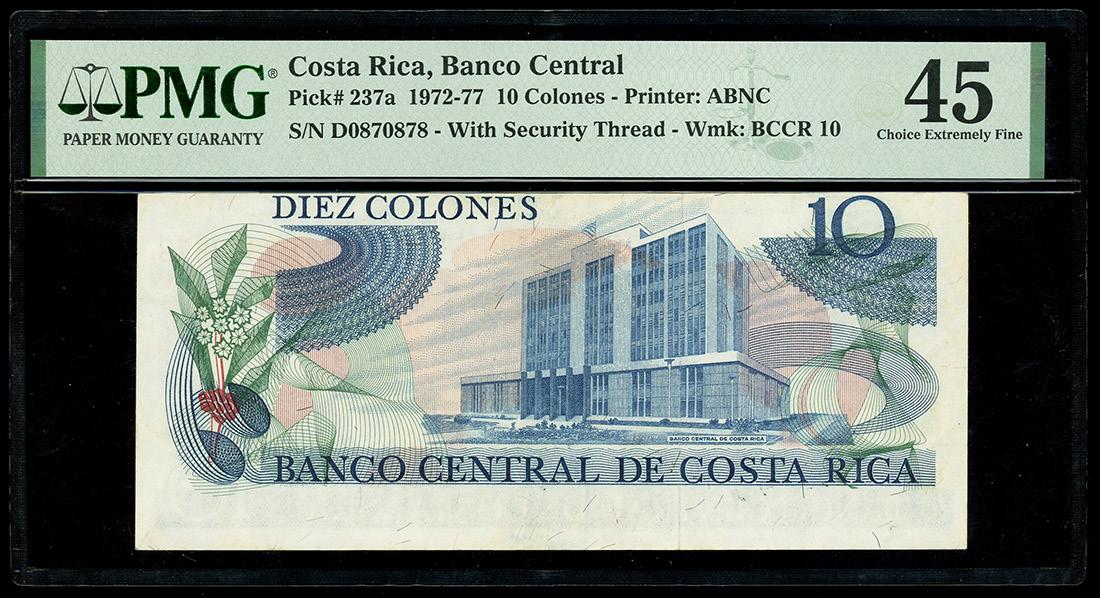 PMG®
PAPER MONEY GUARANTY
Costa Rica, Banco Central
Pick# 237a 1972-77 10 Colones - Printer: ABNC
S/N D0870878 - With Security Thread - Wmk: BCCR 10
45
Choice Extremely Fine
DIEZ COLONES
10
BANCO CENTRAL DE COSTA RICA
BANCO CENTRAL DE COSTA RICA